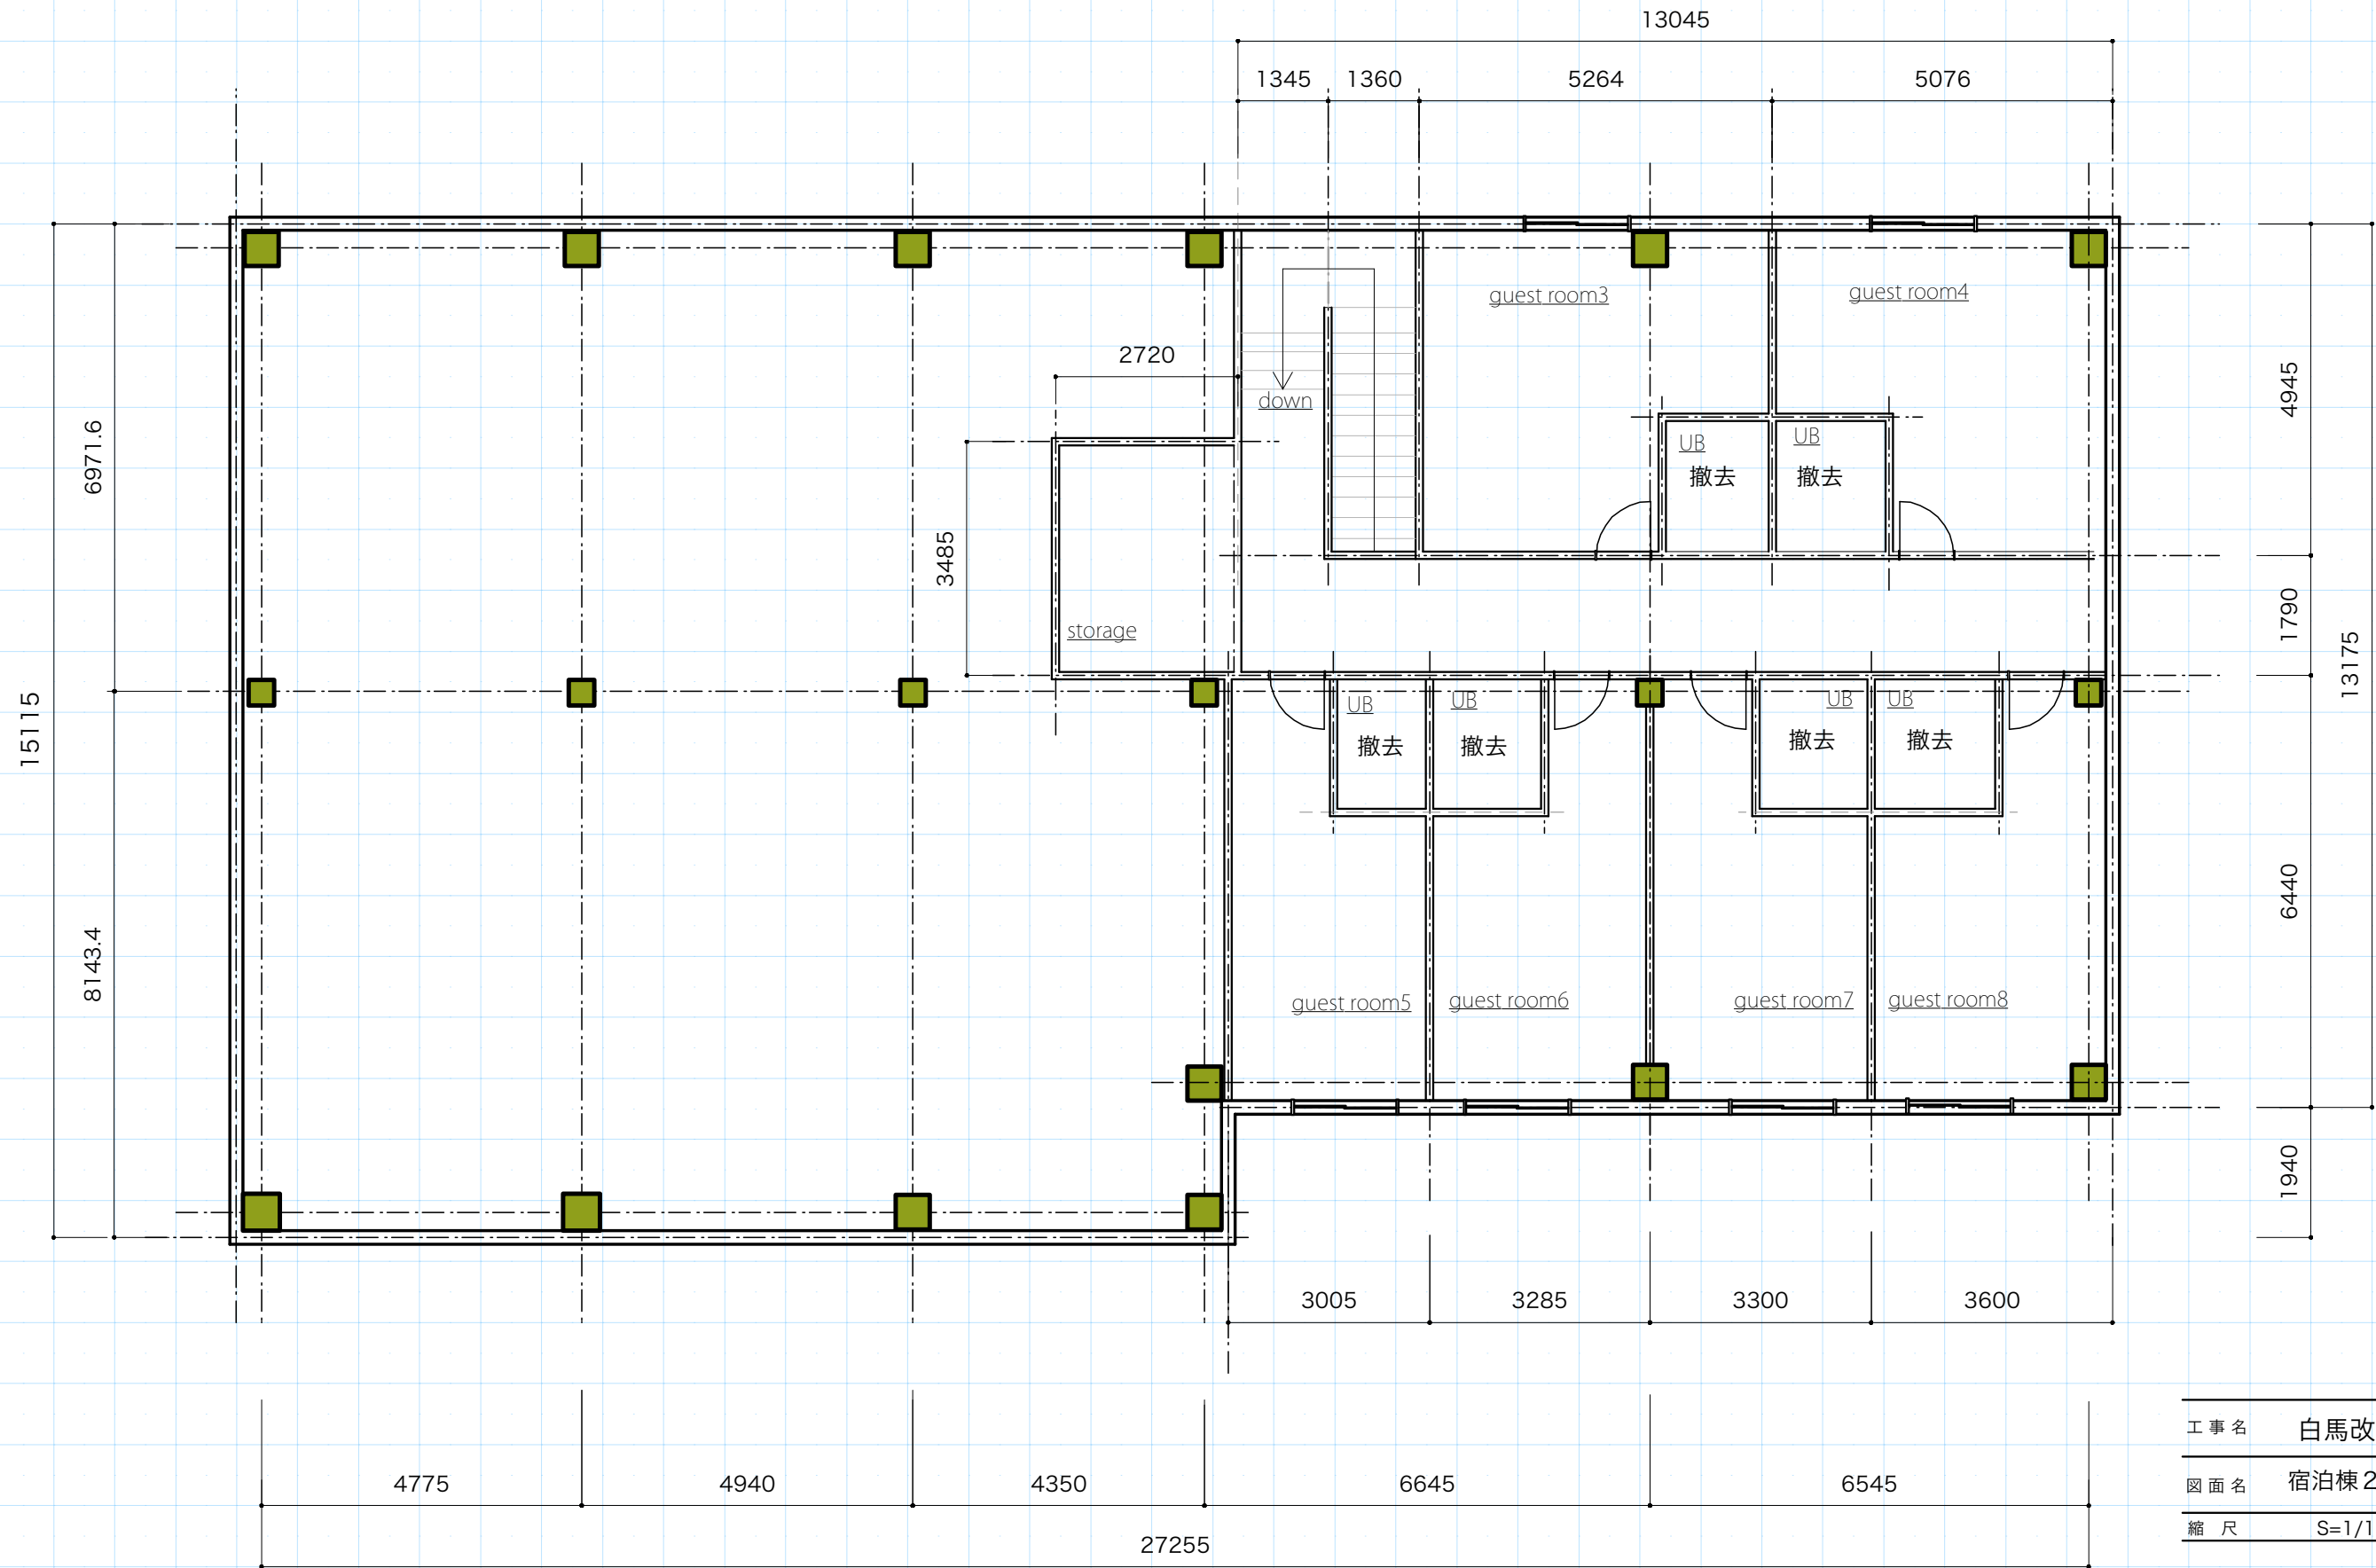 13045
1345 1360 5264 5076
guest room3
guest room4
2720
down
4945
6971.6
UB
UB
撤去
撤去
3485
1790
storage
13175
15115
UB
UB
UB
UB
撤去
撤去
撤去
撤去
6440
8143.4
guest room5
guest room6
guest room7
guest room8
1940
3005 3285 3300 3600
工事名 白馬改
4775 4940 4350 6645 6545
図面名 宿泊棟2
縮 尺 S=1/1
27255